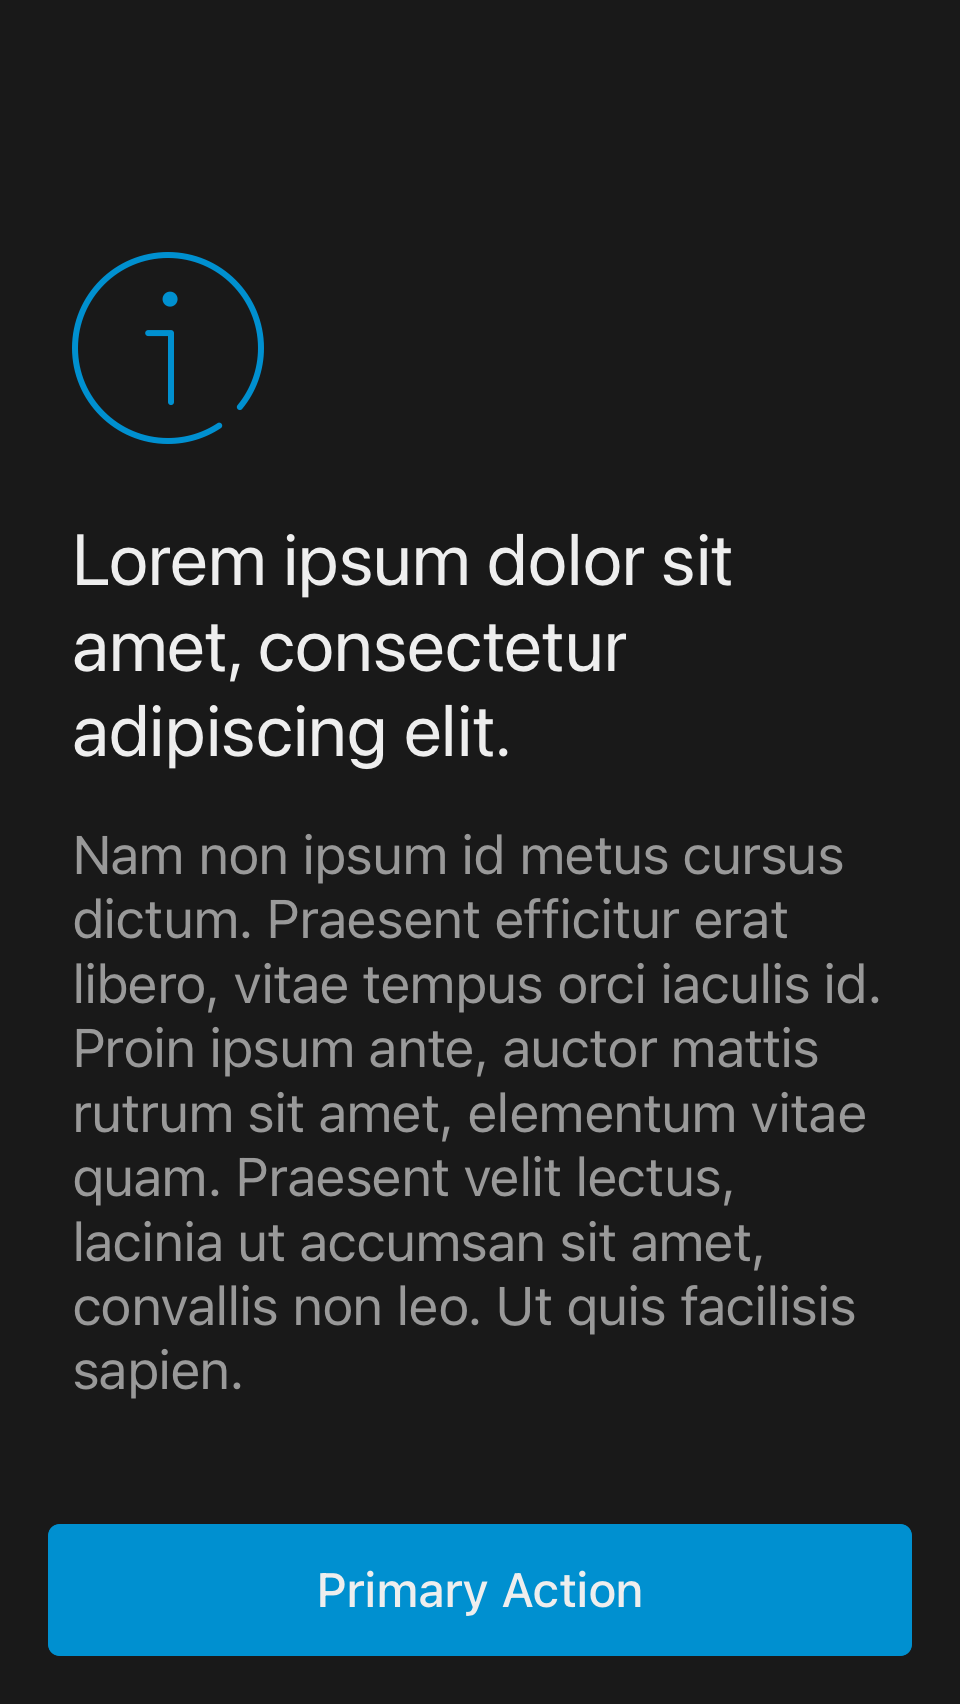 Lorem ipsum dolor sit
amet, consectetur
adipiscing elit.
Nam non ipsum id metus cursus
dictum. Praesent efficitur erat
libero, vitae tempus orci iaculis id.
Proin ipsum ante, auctor mattis
rutrum sit amet, elementum vitae
quam. Praesent velit lectus,
lacinia ut accumsan sit amet,
convallis non leo. Ut quis facilisis
sapien.
Primary Action